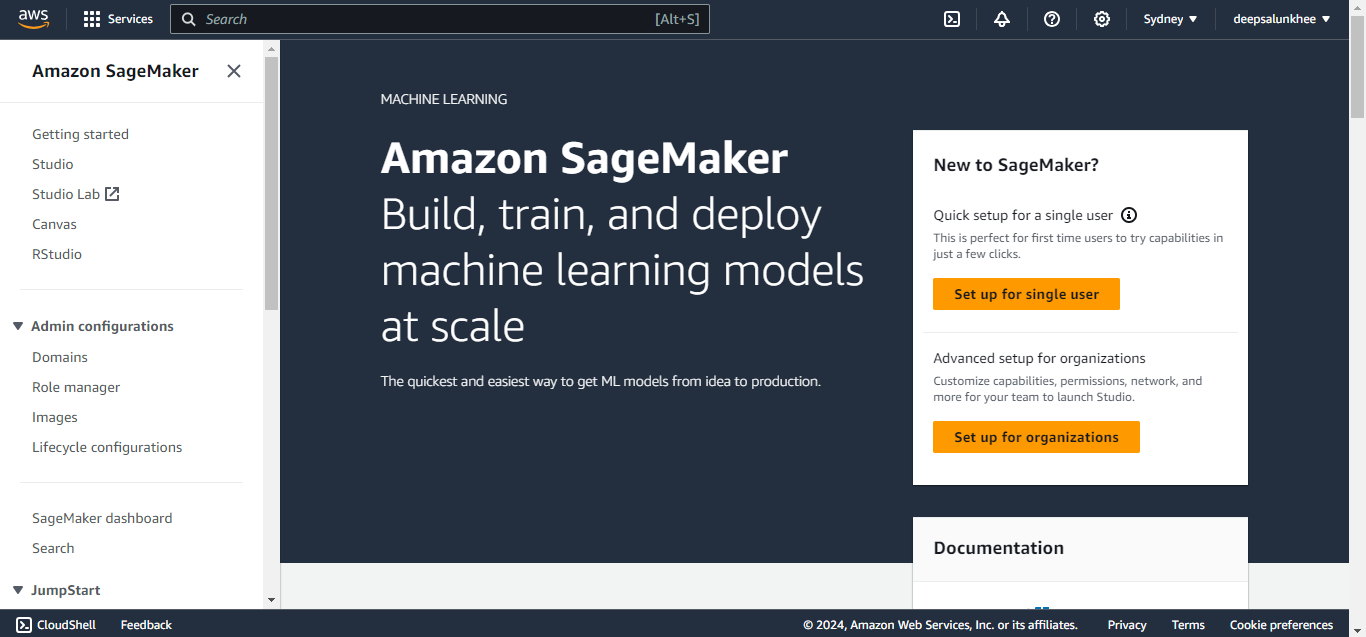 aws
Services
Search
[Alt+S]
Sydney
deepsalunkhee
Amazon SageMaker
Getting started
Studio
Studio Lab
Canvas
RStudio
Admin configurations
Domains
Role manager
Images
Lifecycle configurations
SageMaker dashboard
Search
JumpStart
MACHINE LEARNING
Amazon SageMaker
Build, train, and deploy
machine learning models
at scale
The quickest and easiest way to get ML models from idea to production.
New to SageMaker?
Quick setup for a single user
This is perfect for first time users to try capabilities in
just a few clicks.
Set up for single user
Advanced setup for organizations
Customize capabilities, permissions, network, and
more for your team to launch Studio.
Set up for organizations
Documentation
CloudShell
Feedback
© 2024, Amazon Web Services, Inc. or its affiliates.
Privacy
Terms
Cookie preferences